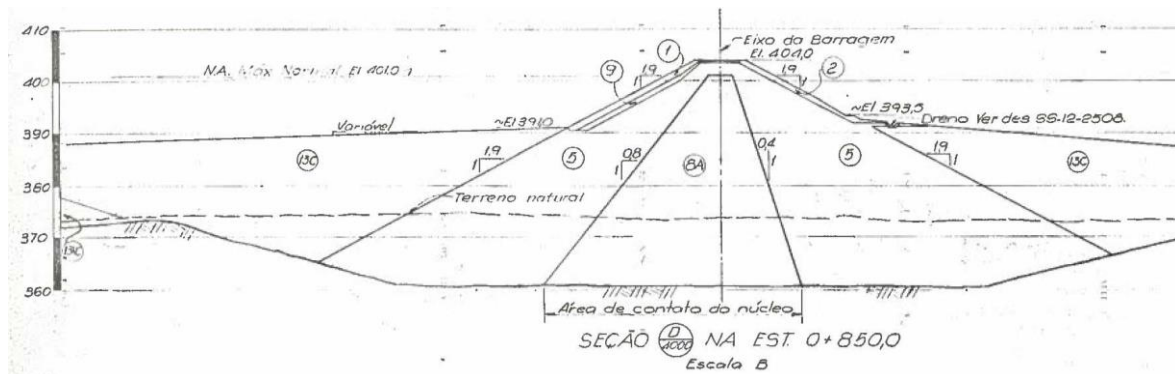 410
Eixo da Barragem
El. 404,0
1
1,9
1
1,9
1
2
NA. Máx Normal El 401,0
9
400
~El 393,5
Dreno Ver des SS-12-2508.
~El 391,0
Variável
390
13C
5
1,9
1
0,8
1
8A
0,4
1
5
1,9
1
13C
360
Terreno natural
370
13C
360
Área de contato do núcleo
SEÇÃO D/4000 NA EST. 0+850,0
Escala B